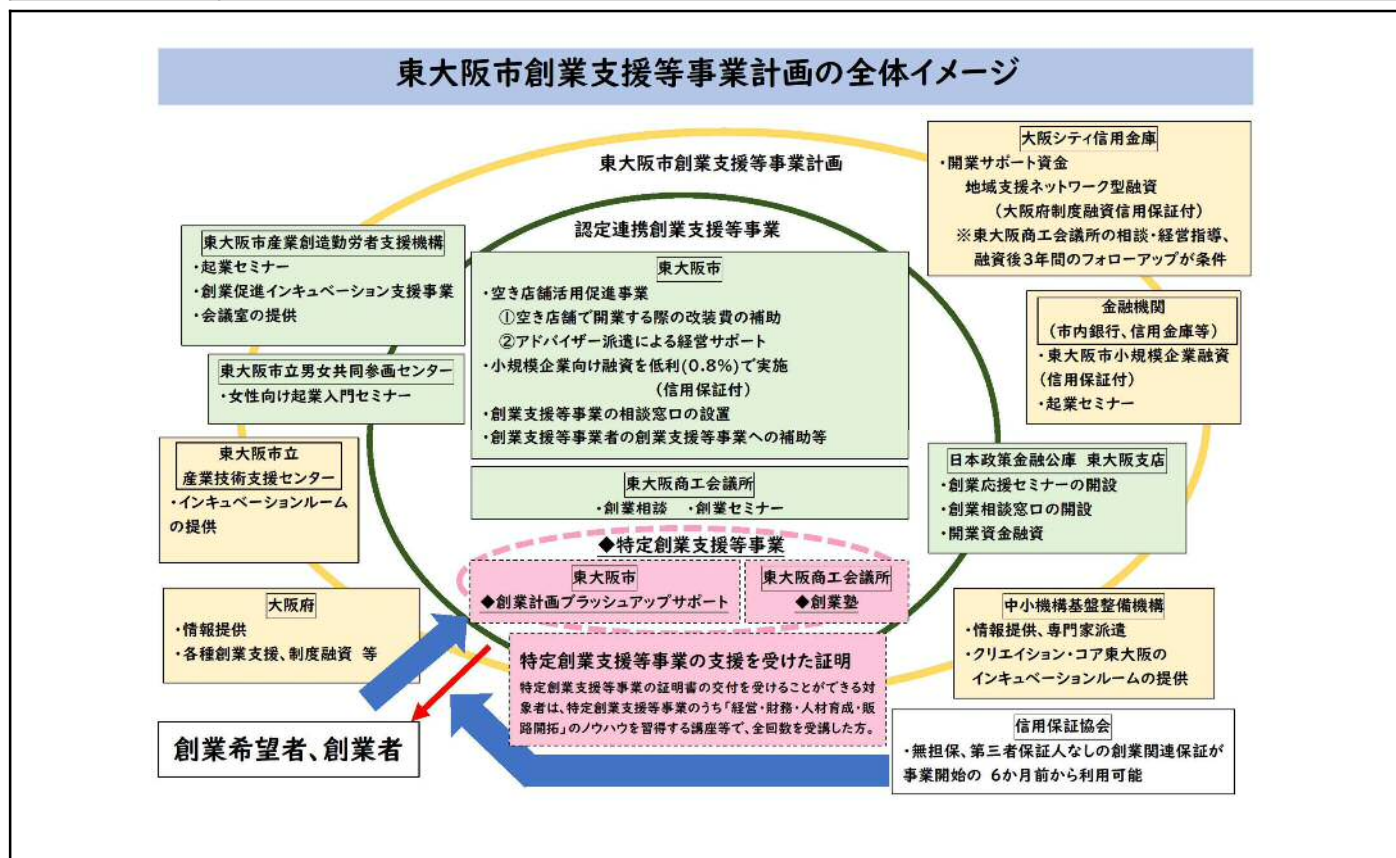 東大阪市創業支援等事業計画の全体イメージ
東大阪市創業支援等事業計画
認定連携創業支援等事業
東大阪市産業創造勤労者支援機構
・起業セミナー
・創業促進インキュベーション支援事業
・会議室の提供
東大阪市立男女共同参画センター
・女性向け起業入門セミナー
東大阪市立
産業技術支援センター
・インキュベーションルーム
の提供
大阪府
・情報提供
・各種創業支援、制度融資 等
東大阪市
・空き店舗活用促進事業
①空き店舗で開業する際の改装費の補助
②アドバイザー派遣による経営サポート
・小規模企業向け融資を低利(0.8%)で実施
(信用保証付)
・創業支援等事業の相談窓口の設置
・創業支援等事業者の創業支援等事業への補助等
東大阪商工会議所
・創業相談 ・創業セミナー
◆特定創業支援等事業
東大阪市
◆創業計画ブラッシュアップサポート
東大阪商工会議所
◆創業塾
特定創業支援等事業の支援を受けた証明
特定創業支援等事業の証明書の交付を受けることができる対
象者は、特定創業支援等事業のうち「経営・財務・人材育成・販
路開拓」のノウハウを習得する講座等で、全回数を受講した方。
創業希望者、創業者
大阪シティ信用金庫
・開業サポート資金
地域支援ネットワーク型融資
(大阪府制度融資信用保証付)
※東大阪商工会議所の相談・経営指導、
融資後3年間のフォローアップが条件
金融機関
(市内銀行、信用金庫等)
・東大阪市小規模企業融資
(信用保証付)
・起業セミナー
日本政策金融公庫 東大阪支店
・創業応援セミナーの開設
・創業相談窓口の開設
・開業資金融資
中小機構基盤整備機構
・情報提供、専門家派遣
・クリエイション・コア東大阪の
インキュベーションルームの提供
信用保証協会
・無担保、第三者保証人なしの創業関連保証が
事業開始の 6か月前から利用可能